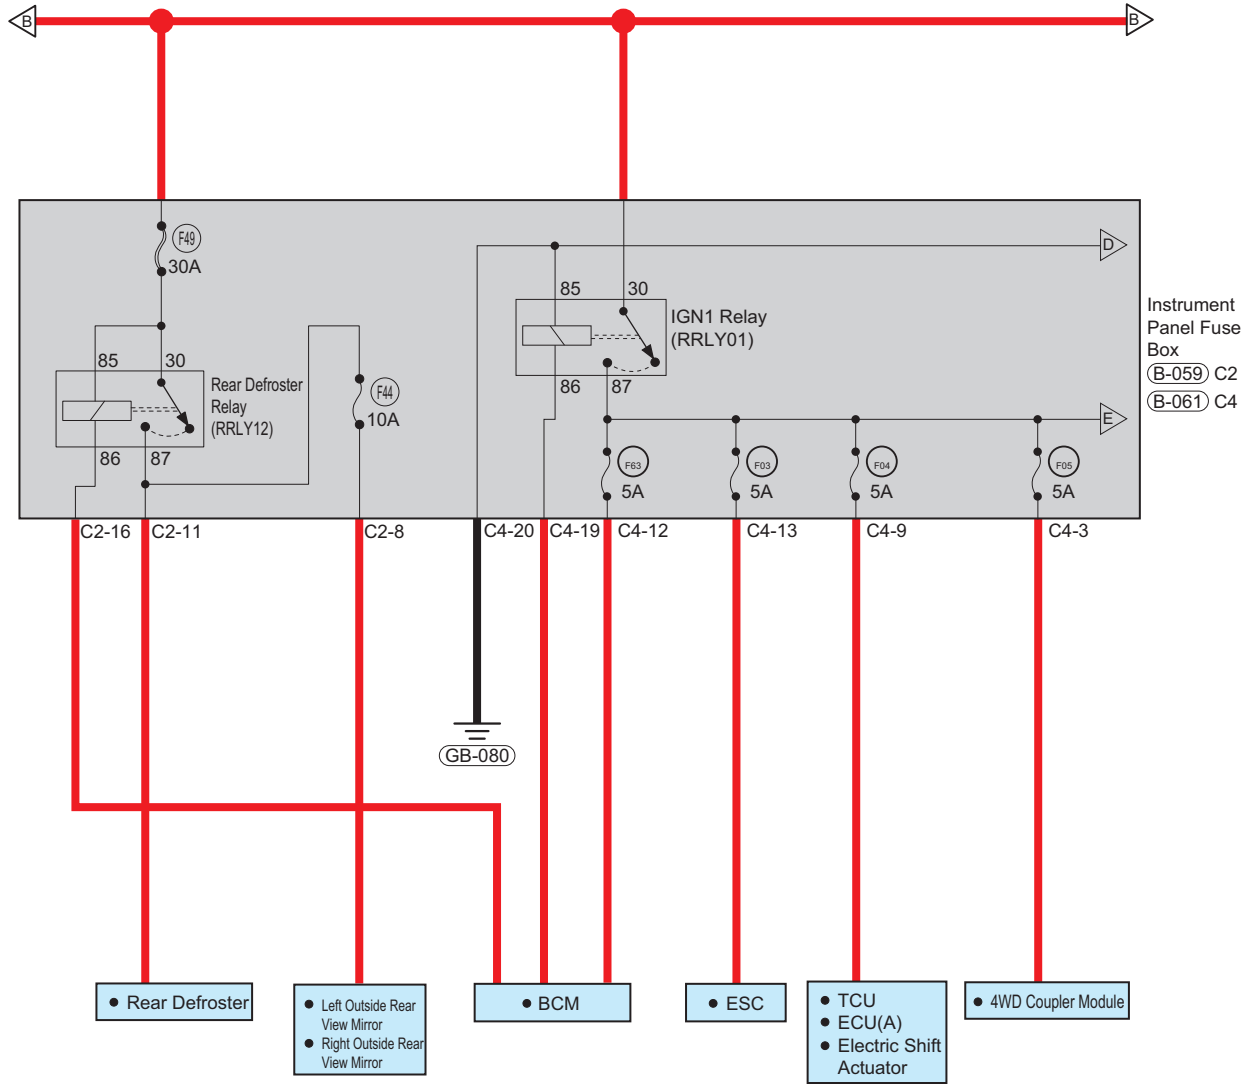 B
B
F49
30A
D
85
30
IGN1 Relay
(RRLY01)
Instrument
Panel Fuse
Box
B-059 C2
B-061 C4
85
30
Rear Defroster
Relay
(RRLY12)
F44
10A
86
87
E
86
87
F63
5A
F03
5A
F04
5A
F05
5A
C2-16
C2-11
C2-8
C4-20
C4-19
C4-12
C4-13
C4-9
C4-3
GB-080
• Rear Defroster
• Left Outside Rear
View Mirror
• Right Outside Rear
View Mirror
• BCM
• ESC
• TCU
• ECU(A)
• Electric Shift
Actuator
• 4WD Coupler Module